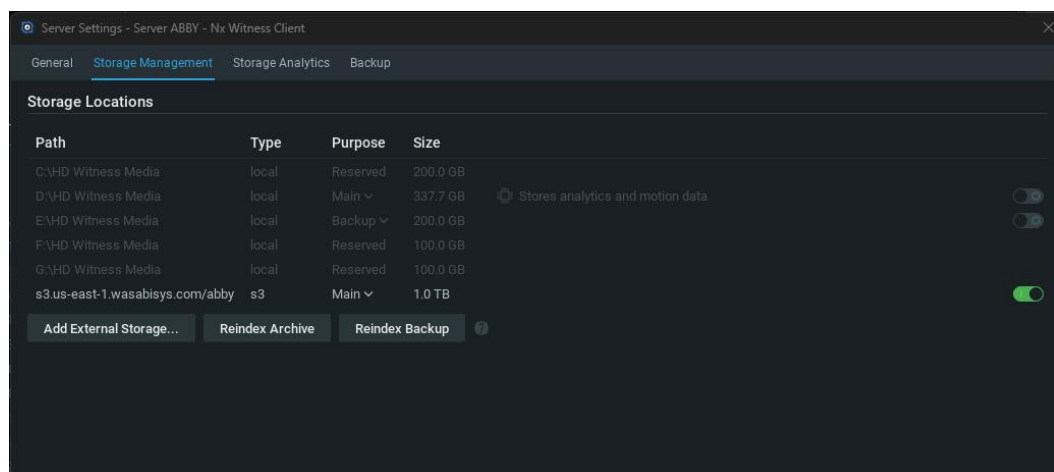 Server Settings - Server ABBY - Nx Witness Client
General Storage Management Storage Analytics Backup
Storage Locations
Path Type Purpose Size
C:\HD Witness Media local Reserved 200.0 GB
D:\HD Witness Media local Main 337.7 GB Stores analytics and motion data
E:\HD Witness Media local Backup 200.0 GB
F:\HD Witness Media local Reserved 100.0 GB
G:\HD Witness Media local Reserved 100.0 GB
s3.us-east-1.wasabisys.com/abby s3 Main 1.0 TB
Add External Storage... Reindex Archive Reindex Backup ?